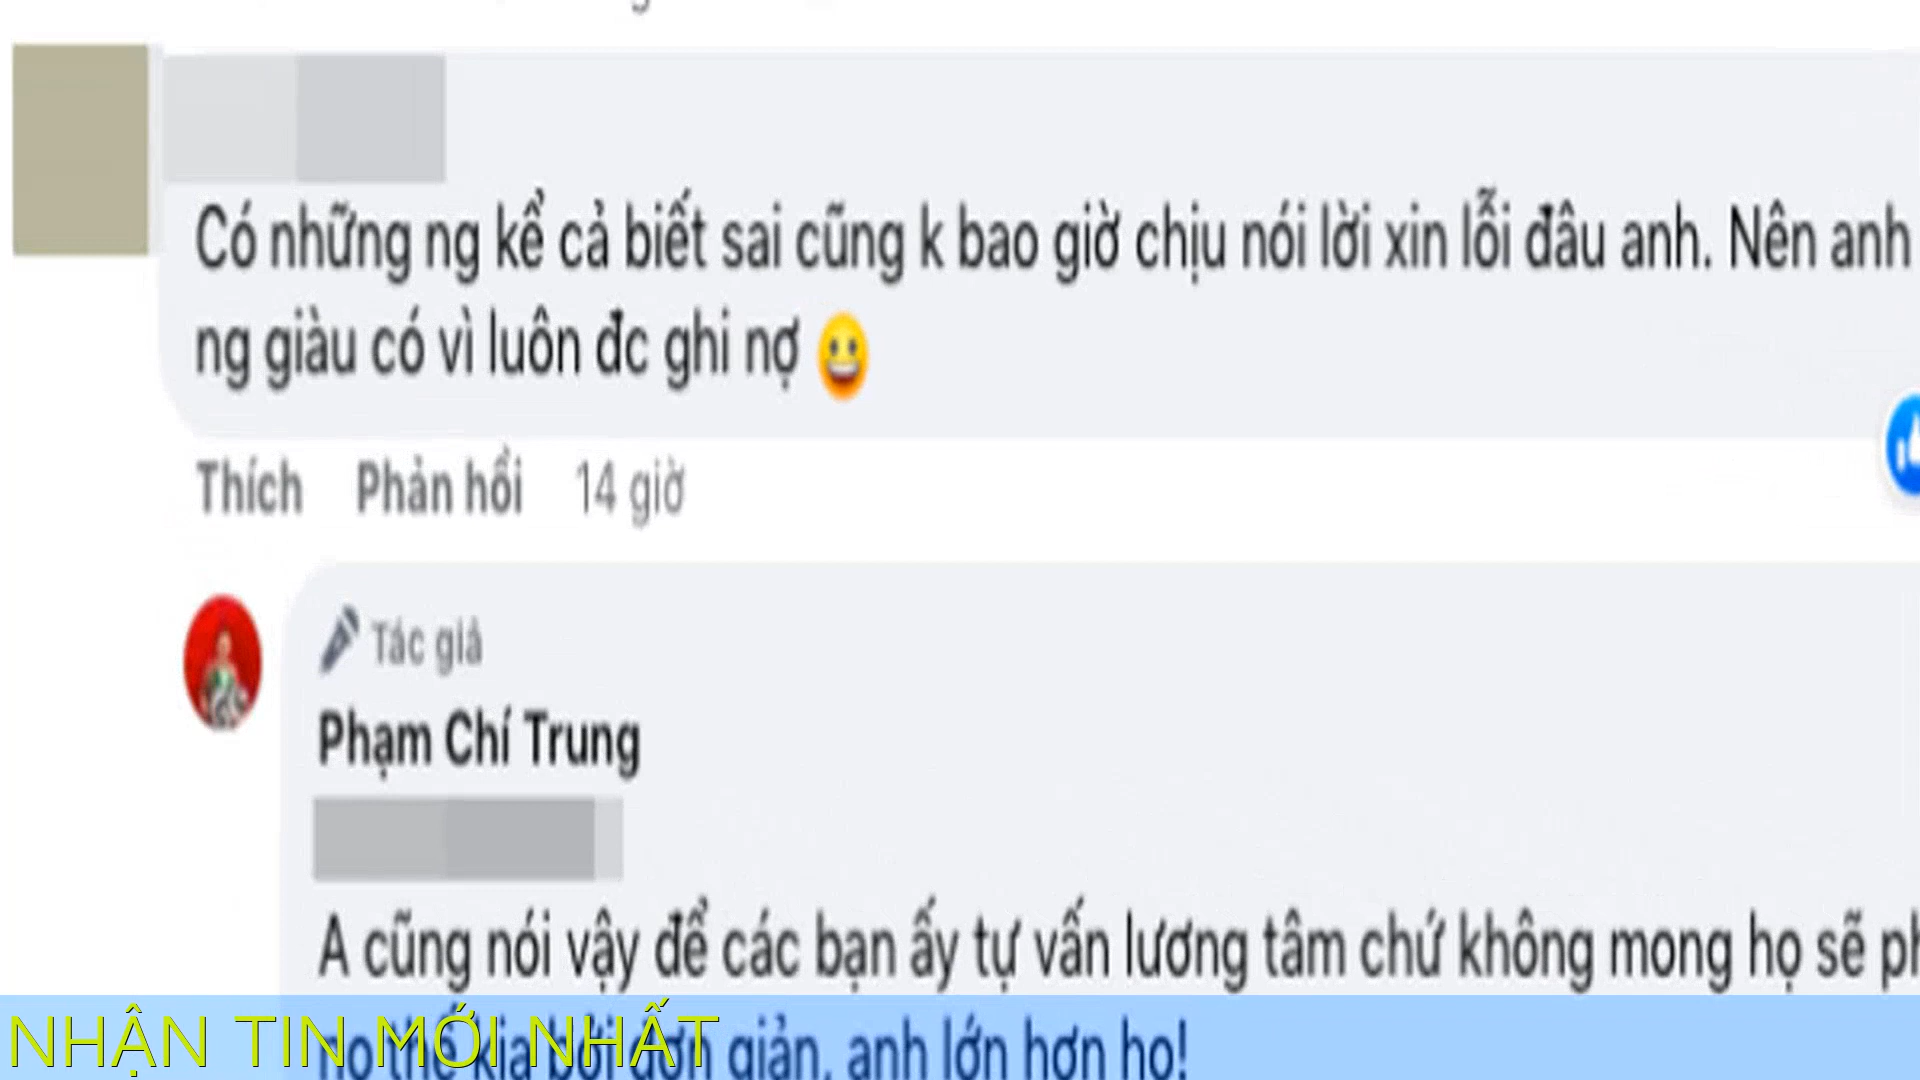 Có những ng kể cả biết sai cũng k bao giờ chịu nói lời xin lỗi đâu anh. Nên anh
ng giàu có vì luôn đc ghi nợ 😀
Thích Phản hồi 14 giờ
Tác giả
Phạm Chí Trung
A cũng nói vậy để các bạn ấy tự vấn lương tâm chứ không mong họ sẽ
kia bởi đơn giản, anh lớn hơn họ!
NHẬN TIN MỚI NHẤT